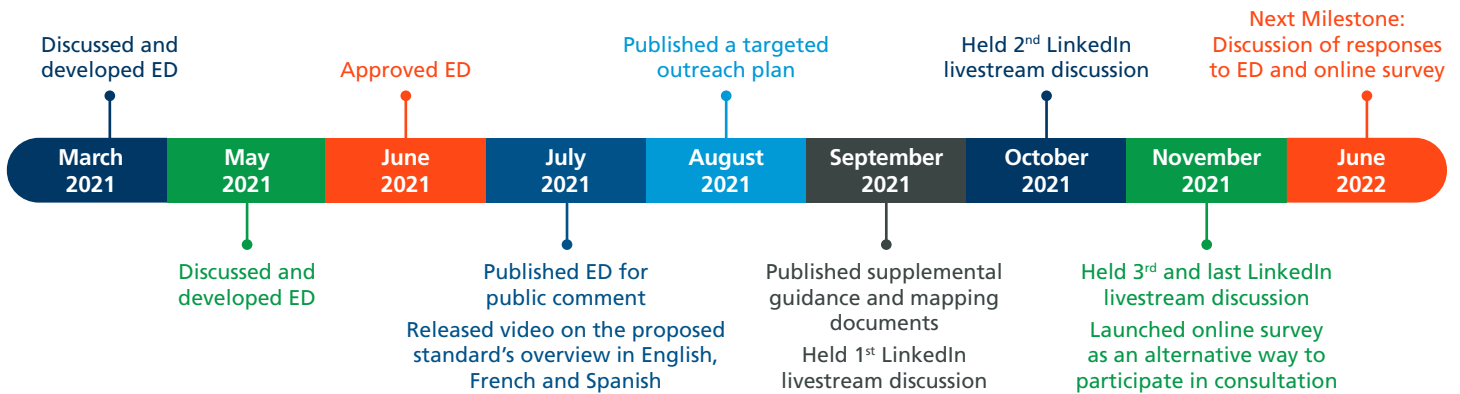 Discussed and
developed ED
Approved ED
Published a targeted
outreach plan
Held 2nd LinkedIn
livestream discussion
Next Milestone:
Discussion of responses
to ED and online survey
March
2021
May
2021
June
2021
July
2021
August
2021
September
2021
October
2021
November
2021
June
2022
Discussed and
developed ED
Published ED for
public comment
Released video on the proposed
standard’s overview in English,
French and Spanish
Published supplemental
guidance and mapping
documents
Held 1st LinkedIn
livestream discussion
Held 3rd and last LinkedIn
livestream discussion
Launched online survey
as an alternative way to
participate in consultation